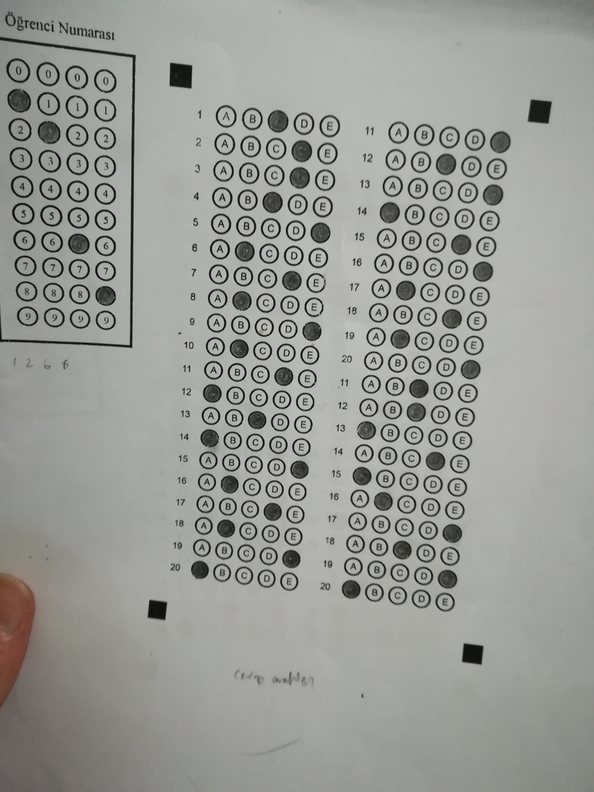 Öğrenci Numarası
0 0 0 0
1 1 1
2 2 2
3 3 3 3
4 4 4 4
5 5 5 5
6 6 6
7 7 7 7
8 8 8
9 9 9 9
1 2 6 8
1 A B D E
2 A B C E
3 A B C E
4 A B D E
5 A B C D
6 A C D E
7 A B C E
8 A C D E
9 A B C D
10 A C D E
11 A B C E
12 B C D E
13 A B D E
14 B C D E
15 A B C D
16 A C D E
17 A B C E
18 A C D E
19 A B C D
20 B C D E
11 A B C D
12 A B D E
13 A B C D
14 B C D E
15 A B C E
16 A B C D
17 A C D E
18 A B C E
19 A C D E
20 A B C D
11 A B D E
12 A B D E
13 B C D E
14 A B C E
15 B C D E
16 A C D E
17 A B C D
18 A B D E
19 A B C D
20 B C D E